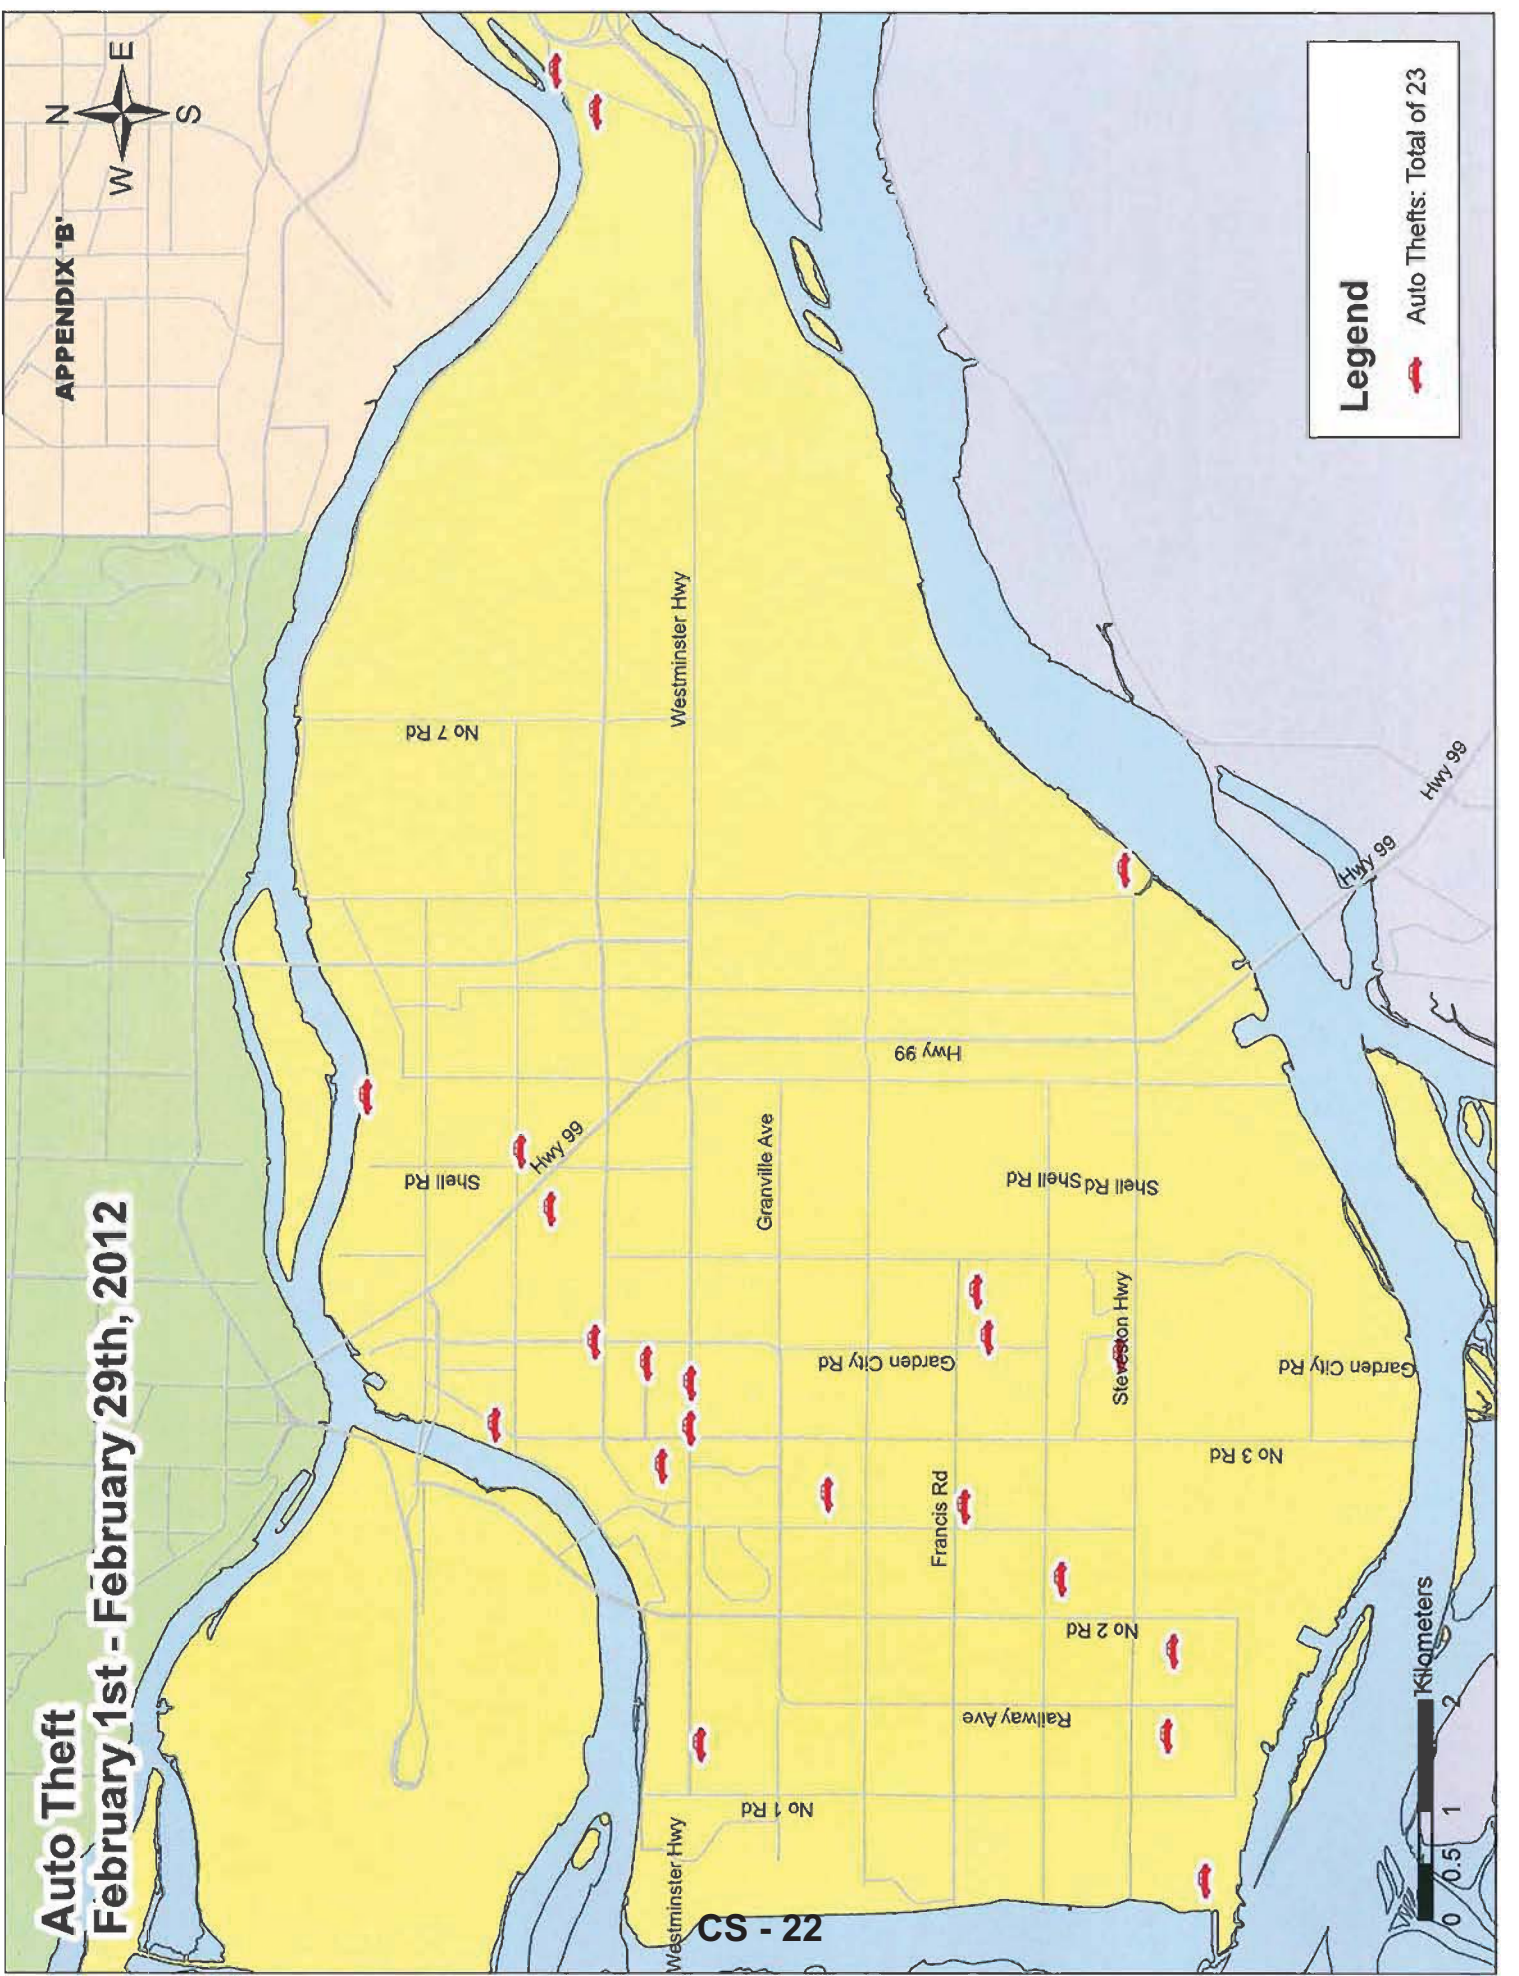 Auto Theft
February 1st - February 29th, 2012
APPENDIX 'B'
N
W
E
S
No 7 Rd
Westminster Hwy
Hwy 99
Hwy 99
Hwy 99
Hwy 99
Shell Rd
Granville Ave
Shell Rd
Shell Rd
Garden City Rd
Steveston Hwy
Garden City Rd
No 3 Rd
Francis Rd
No 2 Rd
Railway Ave
No 1 Rd
Westminster Hwy
Legend
Auto Thefts: Total of 23
0 0.5 1 2
Kilometers
CS - 22